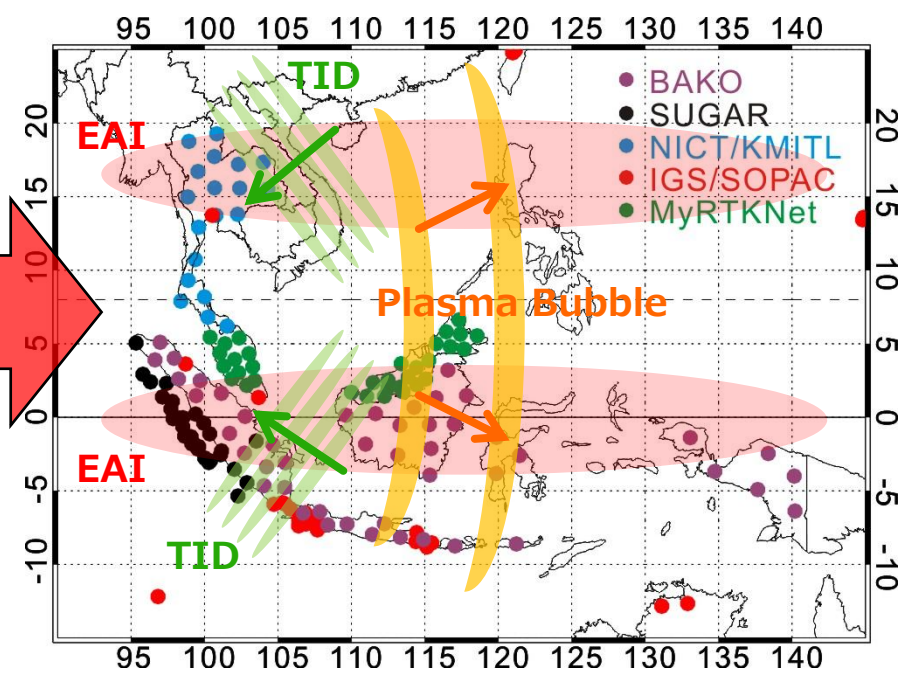 95 100 105 110 115 120 125 130 135 140
TID
BAKO
SUGAR
EAI
NICT/KMITL
IGS/SOPAC
MyRTKNet
20 20
15 15
10 10
Plasma Bubble
5 5
0 0
EAI
-5 -5
TID
-10 -10
95 100 105 110 115 120 125 130 135 140